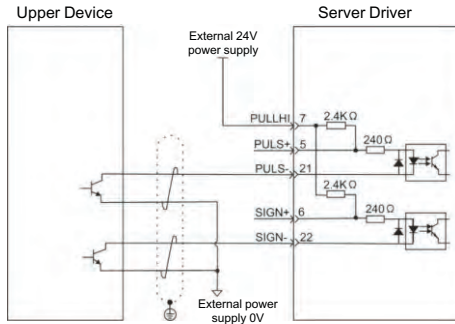 Upper Device
Server Driver
External 24V
power supply
PULLHI 7 2.4KΩ
PULS+ 5 240Ω
PULS- 21
2.4KΩ
SIGN+ 6 240Ω
SIGN- 22
External power
supply 0V